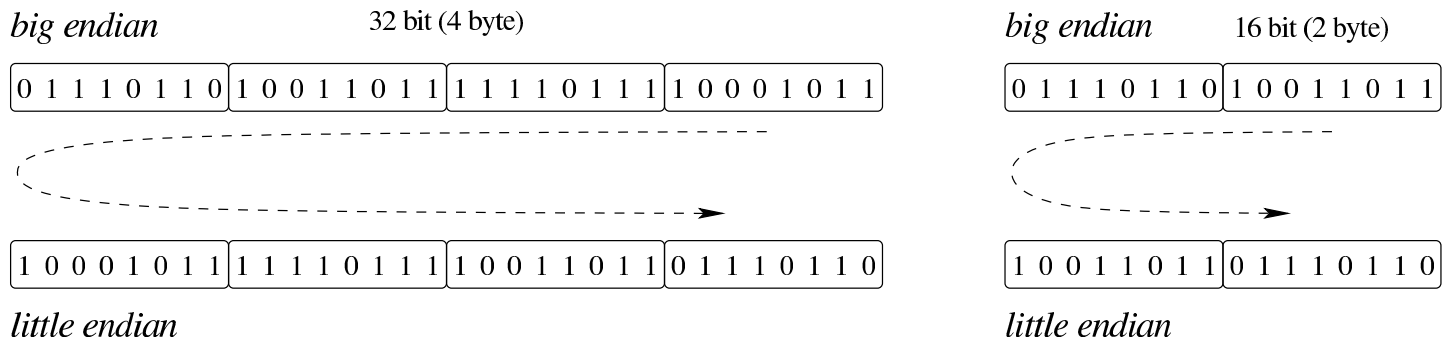 big endian 32 bit (4 byte)
0 1 1 1 0 1 1 0 1 0 0 1 1 0 1 1 1 1 1 1 0 1 1 1 1 0 0 0 1 0 1 1
1 0 0 0 1 0 1 1 1 1 1 1 0 1 1 1 1 0 0 1 1 0 1 1 0 1 1 1 0 1 1 0
little endian
big endian 16 bit (2 byte)
0 1 1 1 0 1 1 0 1 0 0 1 1 0 1 1
1 0 0 1 1 0 1 1 0 1 1 1 0 1 1 0
little endian